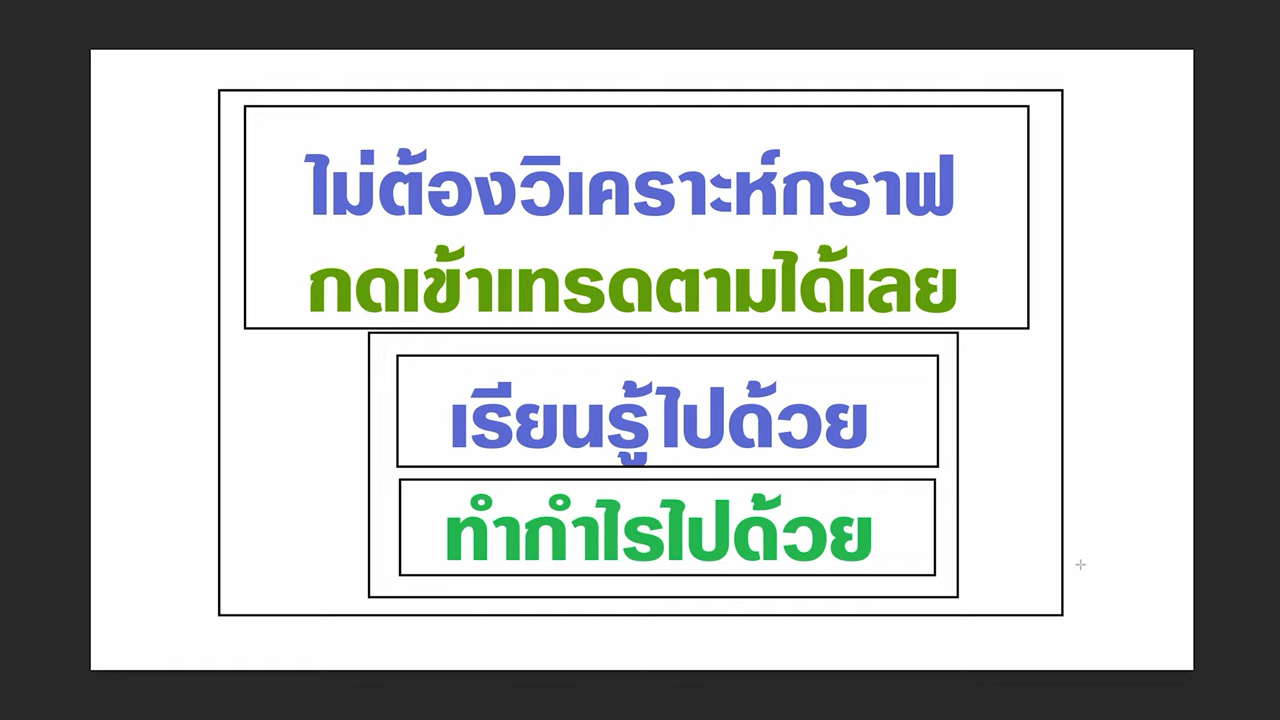 ไม่ต้องวิเคราะห์กราฟ
กดเข้าเทรดตามได้เลย
เรียนรู้ไปด้วย
ทำกำไรไปด้วย